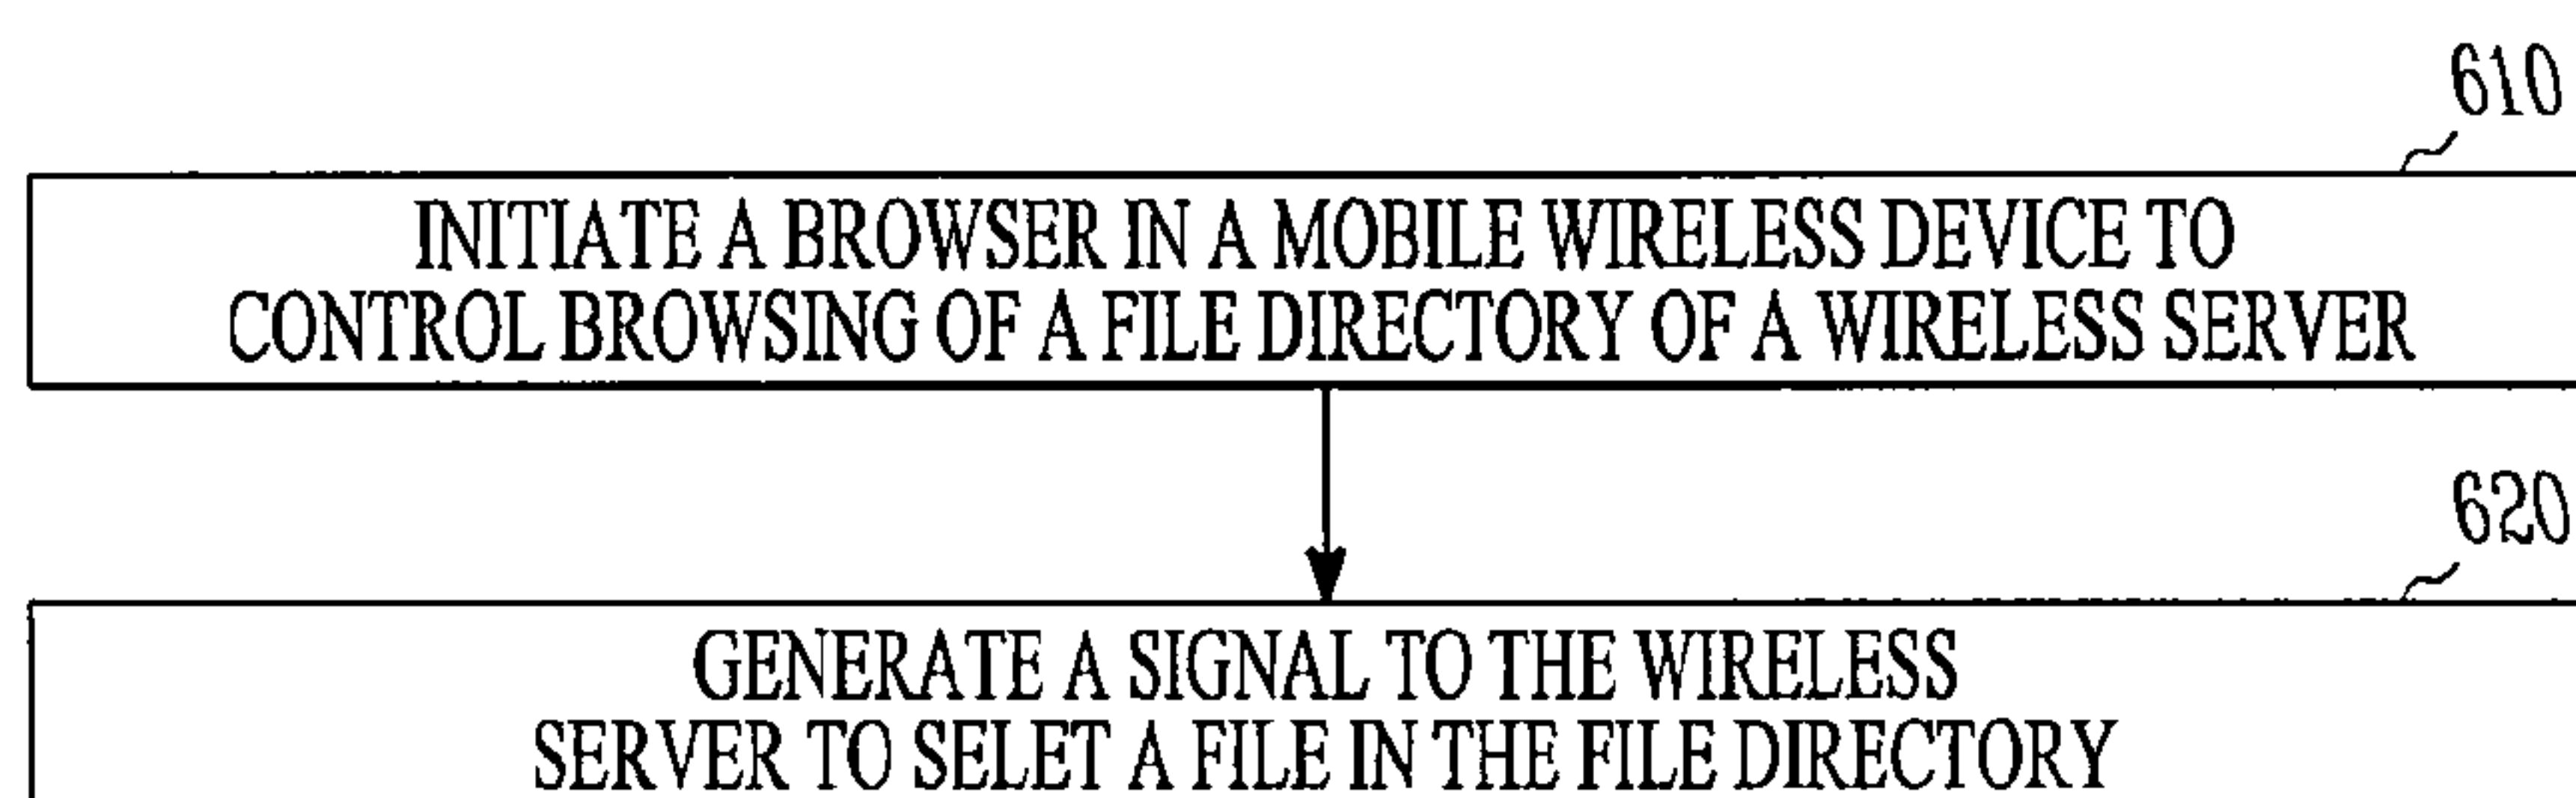 610
INITIATE A BROWSER IN A MOBILE WIRELESS DEVICE TO
CONTROL BROWSING OF A FILE DIRECTORY OF A WIRELESS SERVER
620
GENERATE A SIGNAL TO THE WIRELESS
SERVER TO SELET A FILE IN THE FILE DIRECTORY